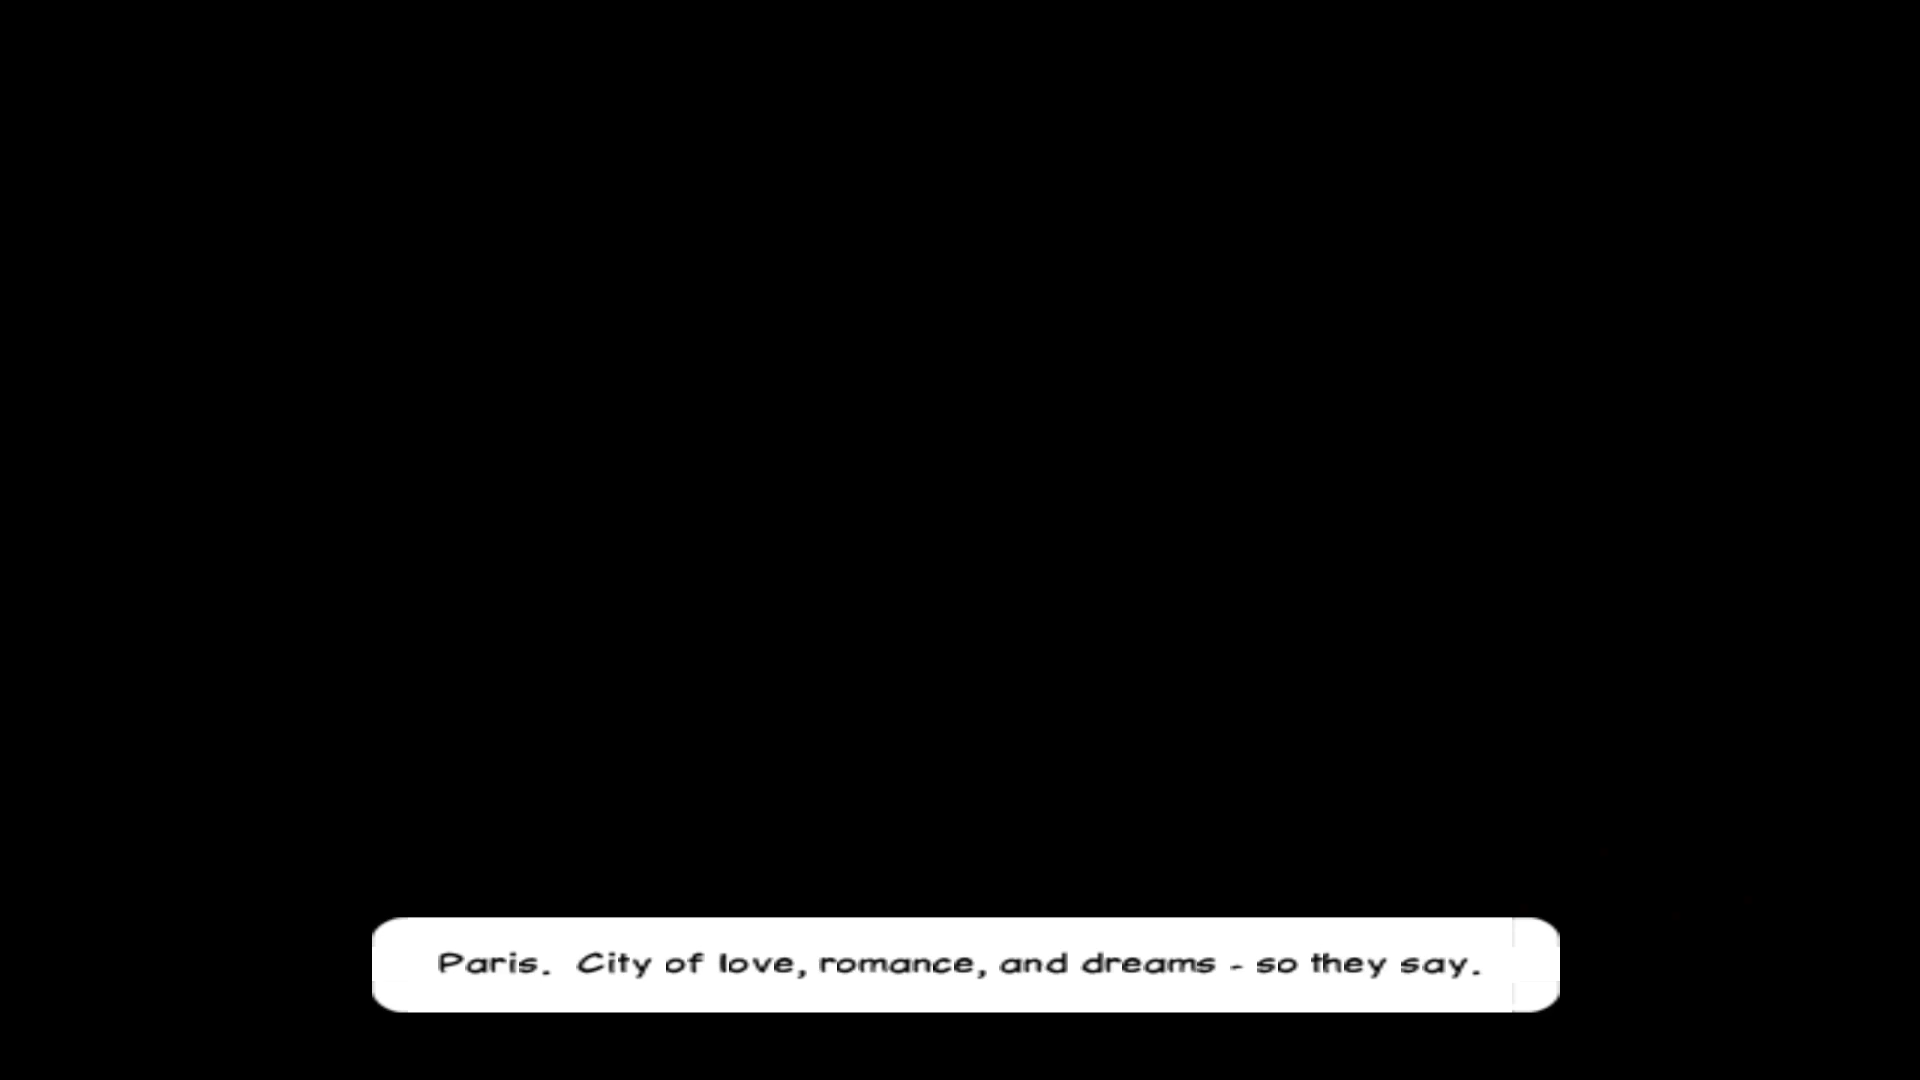 Paris.  City of love, romance, and dreams - so they say.